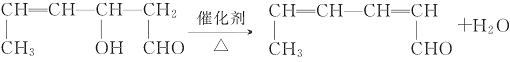 CH=CH—CH—CH₂ 催化剂 CH=CH—CH=CH
CH₃ OH CHO △ CH₃ CHO +H₂O